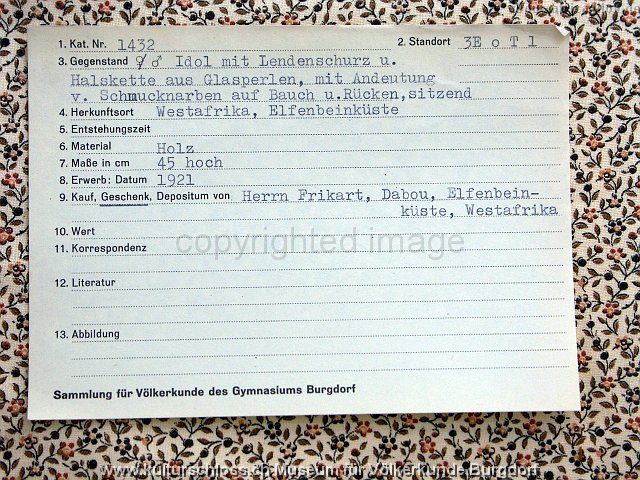 1. Kat. Nr. 1432 2. Standort 3E o T 1
3. Gegenstand ♀♂ Idol mit Lendenschurz u.
Halskette aus Glasperlen, mit Andeutung
v. Schmucknarben auf Bauch u.Rücken,sitzend
4. Herkunftsort Westafrika, Elfenbeinküste
5. Entstehungszeit
6. Material Holz
7. Maße in cm 45 hoch
8. Erwerb: Datum 1921
9. Kauf, Geschenk, Depositum von Herrn Frikart, Dabou, Elfenbein-
küste, Westafrika
10. Wert
copyrighted image
11. Korrespondenz
12. Literatur
13. Abbildung
Sammlung für Völkerkunde des Gymnasiums Burgdorf
www.kulturschloss.ch Museum für Völkerkunde Burgdorf